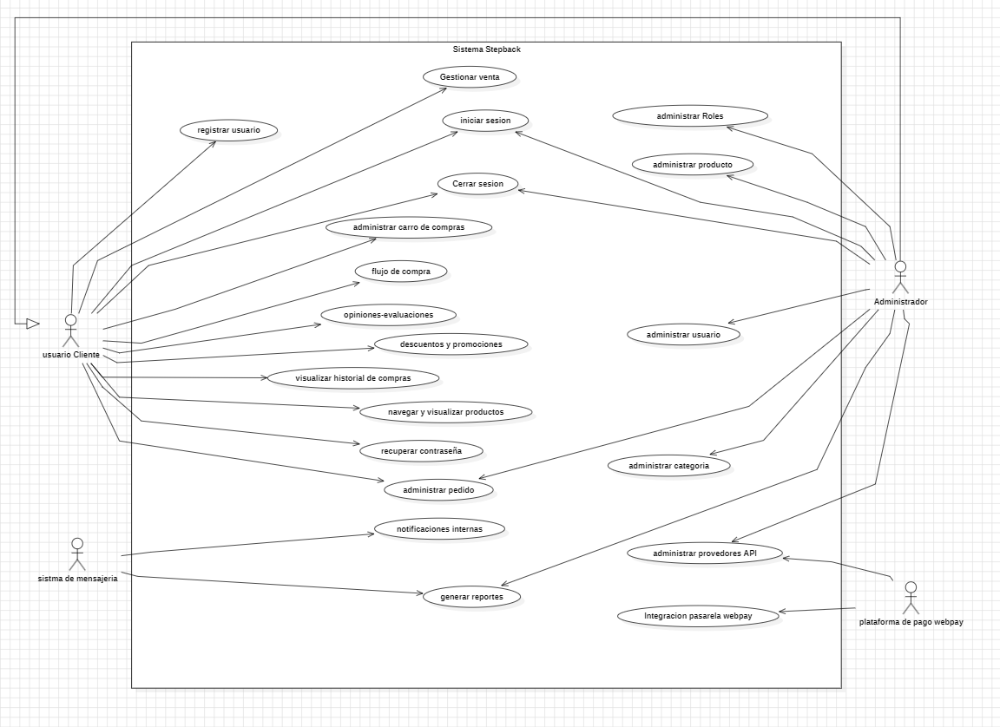 Sistema Stepback
Gestionar venta
iniciar sesion
administrar Roles
registrar usuario
administrar producto
Cerrar sesion
administrar carro de compras
flujo de compra
Administrador
opiniones-evaluaciones
administrar usuario
descuentos y promociones
usuario Cliente
visualizar historial de compras
navegar y visualizar productos
recuperar contraseña
administrar categoria
administrar pedido
notificaciones internas
administrar provedores API
sistma de mensajeria
generar reportes
Integracion pasarela webpay
plataforma de pago webpay